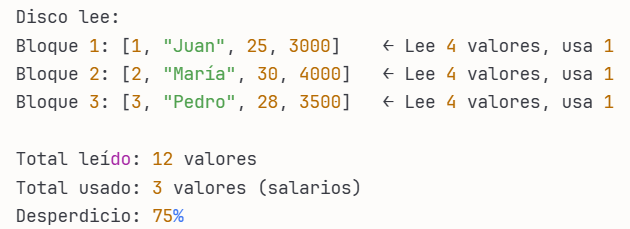 Disco lee:
Bloque 1: [1, "Juan", 25, 3000]    ← Lee 4 valores, usa 1
Bloque 2: [2, "María", 30, 4000]   ← Lee 4 valores, usa 1
Bloque 3: [3, "Pedro", 28, 3500]   ← Lee 4 valores, usa 1
Total leído: 12 valores
Total usado: 3 valores (salarios)
Desperdicio: 75%